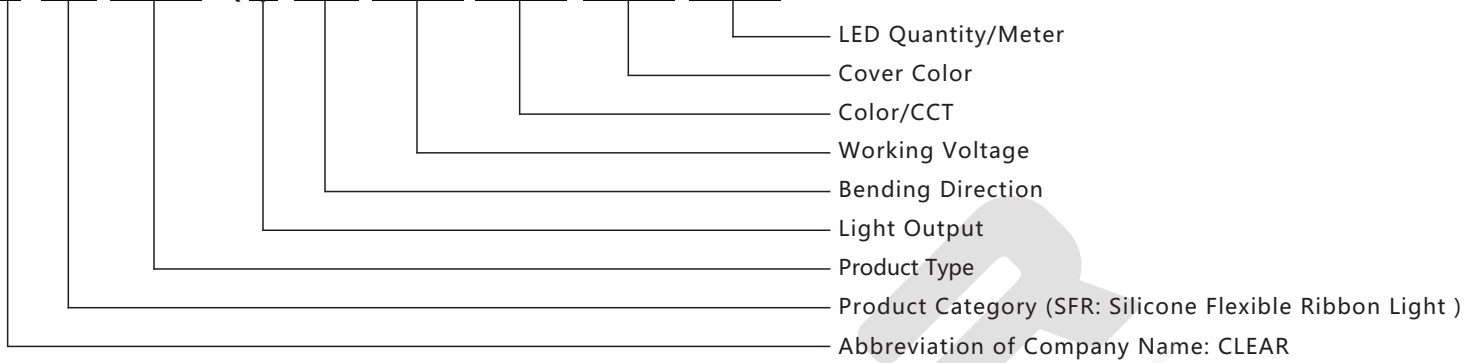 LED Quantity/Meter
Cover Color
Color/CCT
Working Voltage
Bending Direction
Light Output
Product Type
Product Category (SFR: Silicone Flexible Ribbon Light )
Abbreviation of Company Name: CLEAR